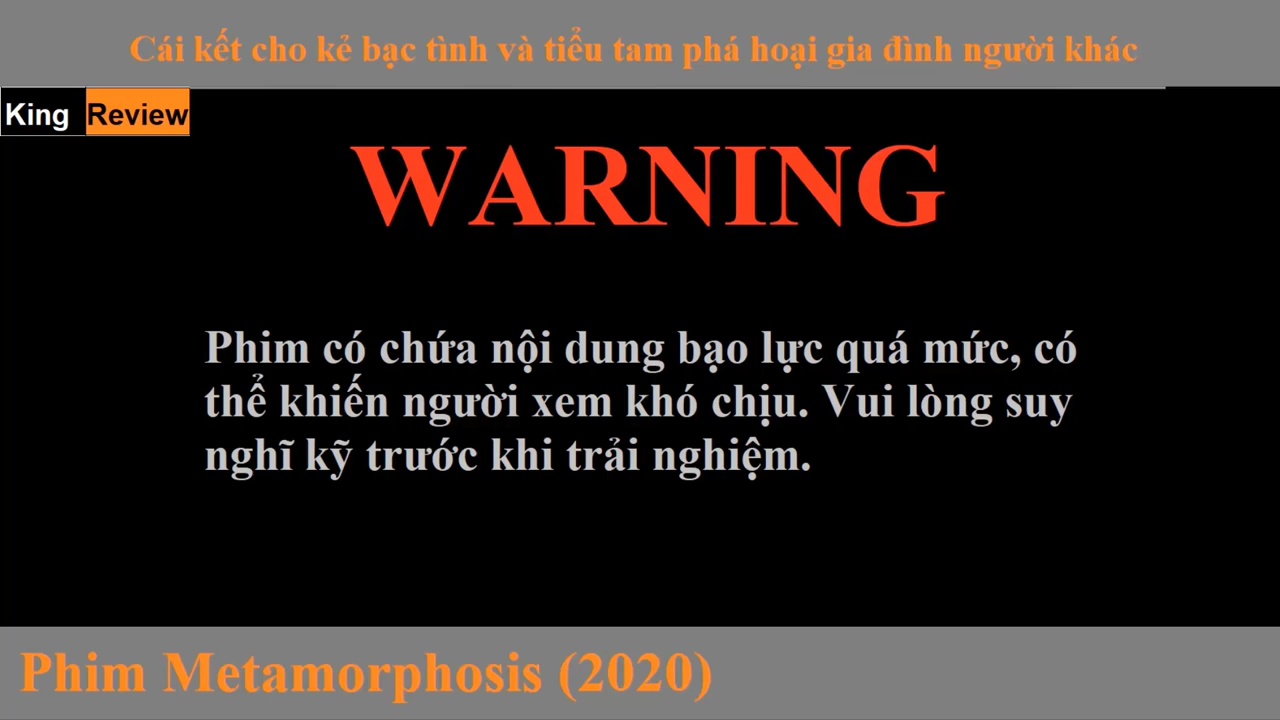 Cái kết cho kẻ bạc tình và tiểu tam phá hoại gia đình người khác
King Review
WARNING
Phim có chứa nội dung bạo lực quá mức, có
thể khiến người xem khó chịu. Vui lòng suy
nghĩ kỹ trước khi trải nghiệm.
Phim Metamorphosis (2020)